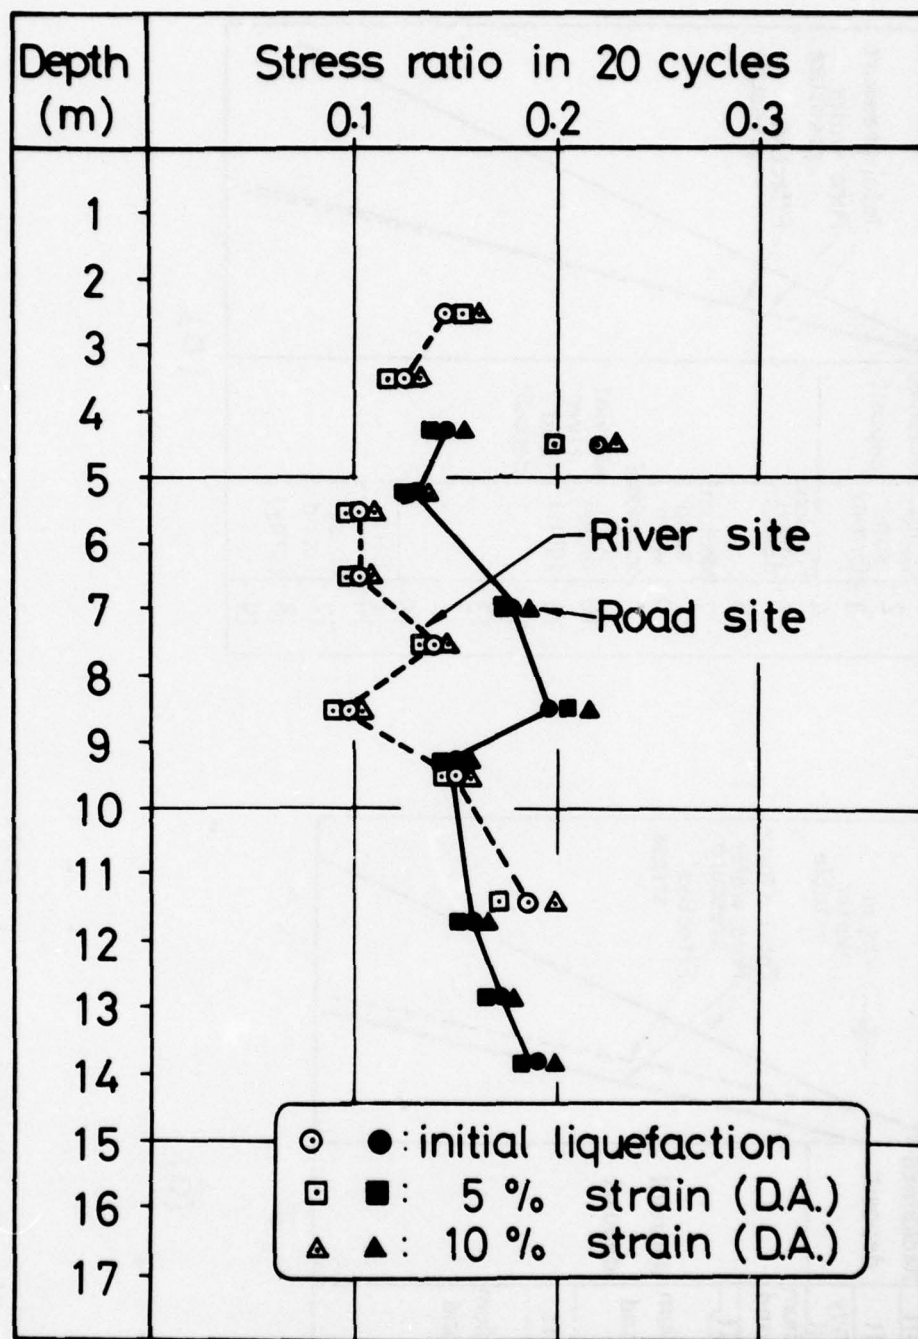 Depth
(m)
Stress ratio in 20 cycles
0.1 0.2 0.3
1
2
3
4
5
6
7
8
9
10
11
12
13
14
15
16
17
River site
Road site
: initial liquefaction
: 5 % strain (D.A.)
: 10 % strain (D.A.)